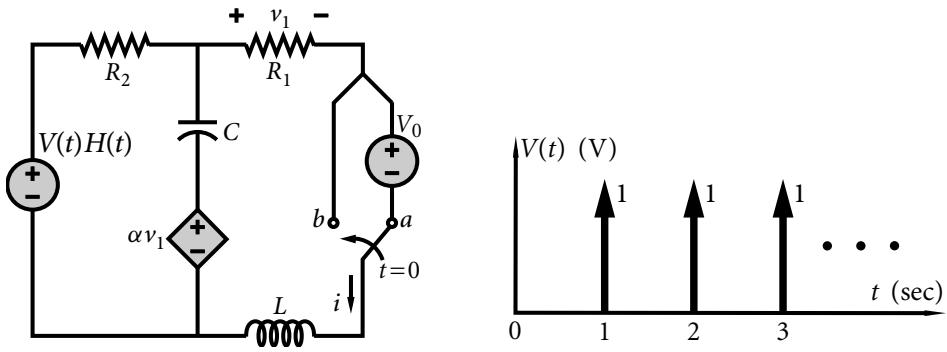 + v₁ −
R₂
R₁
V(t)H(t)
+
−
C
V₀
+
−
b
a
αv₁
+
−
t=0
i
L
V(t) (V)
1
1
1
• • •
t (sec)
0
1
2
3